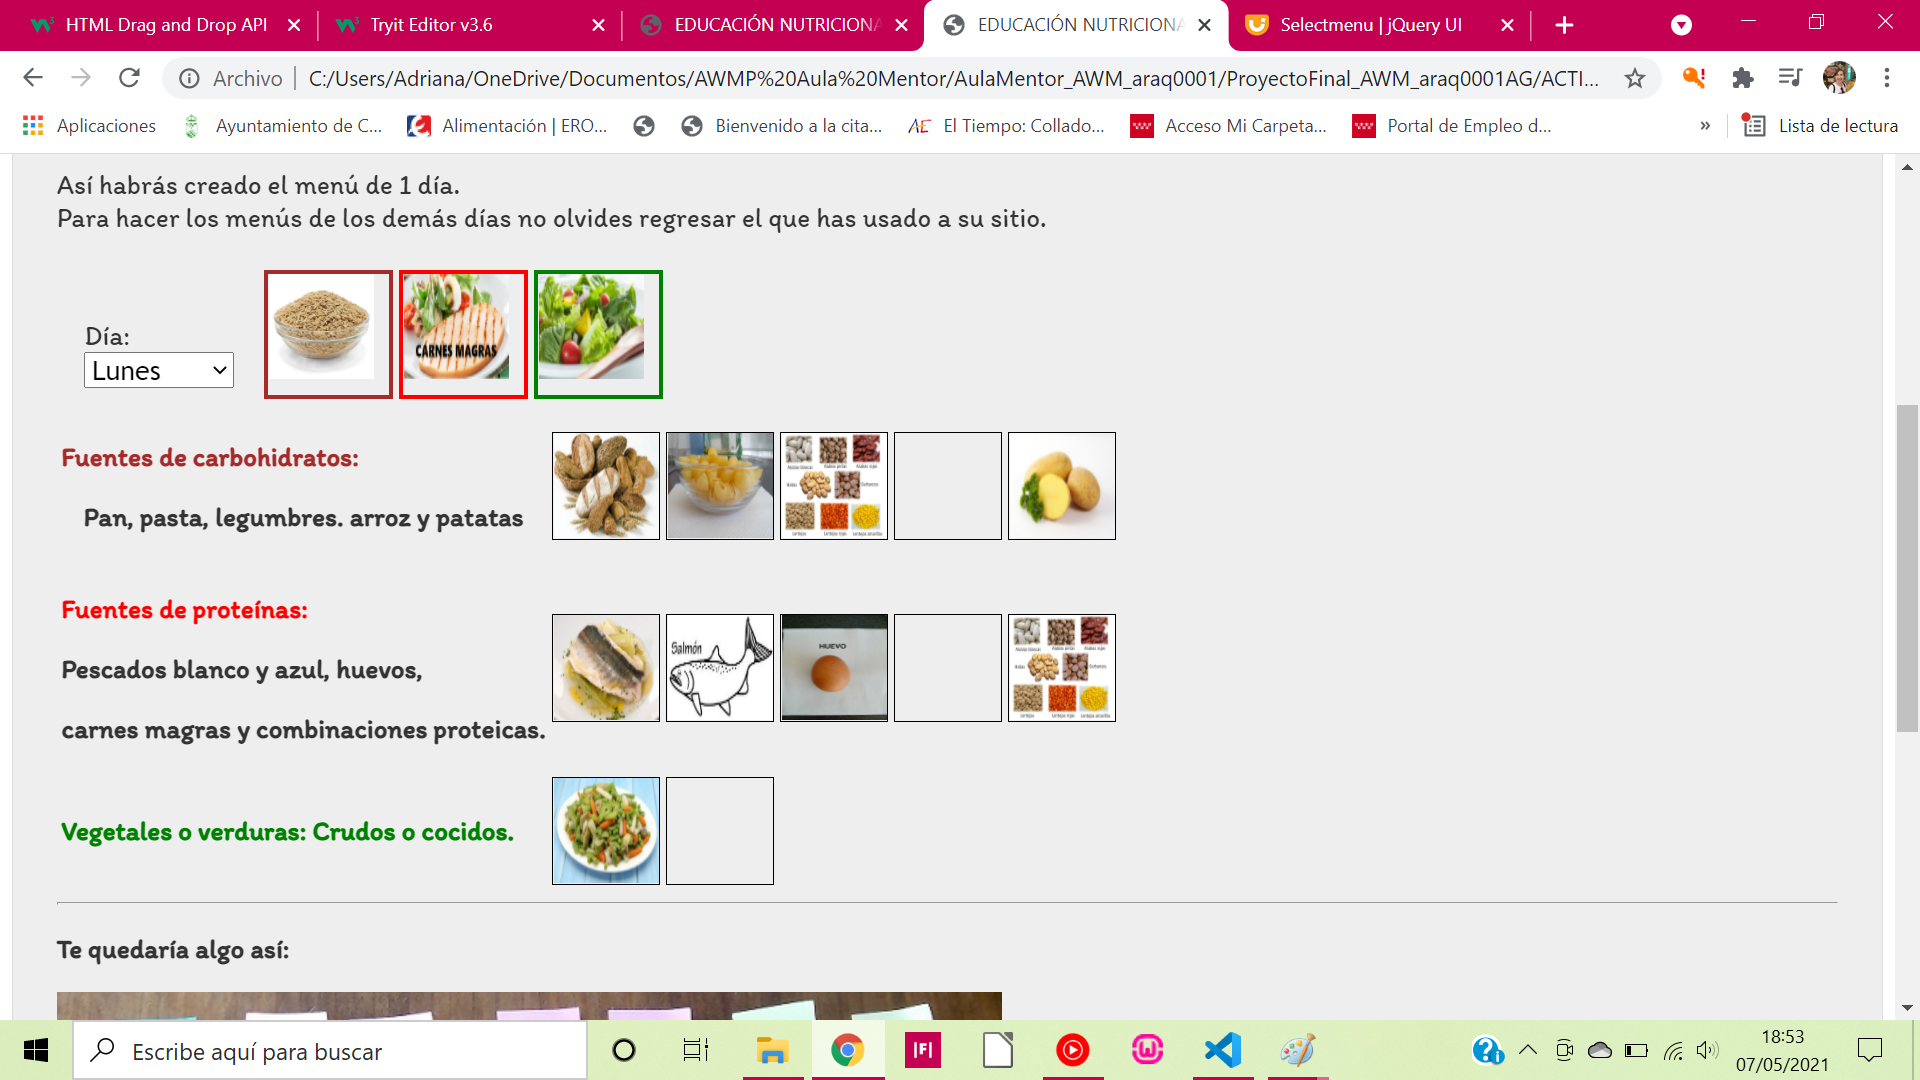 HTML Drag and Drop API
Tryit Editor v3.6
EDUCACIÓN NUTRICIONA
EDUCACIÓN NUTRICIONA
Selectmenu | jQuery UI
Archivo
C:/Users/Adriana/OneDrive/Documentos/AWMP%20Aula%20Mentor/AulaMentor_AWM_araq0001/ProyectoFinal_AWM_araq0001AG/ACTI...
Aplicaciones
Ayuntamiento de C...
Alimentación | ERO...
Bienvenido a la cita...
El Tiempo: Collado...
Acceso Mi Carpeta...
Portal de Empleo d...
»
Lista de lectura
Así habrás creado el menú de 1 día.
Para hacer los menús de los demás días no olvides regresar el que has usado a su sitio.
Día:
Lunes
CARNES MAGRAS
Fuentes de carbohidratos:
Pan, pasta, legumbres. arroz y patatas
Fuentes de proteínas:
Pescados blanco y azul, huevos,
carnes magras y combinaciones proteicas.
Salmón
HUEVO
Vegetales o verduras: Crudos o cocidos.
Te quedaría algo así:
Escribe aquí para buscar
18:53
07/05/2021